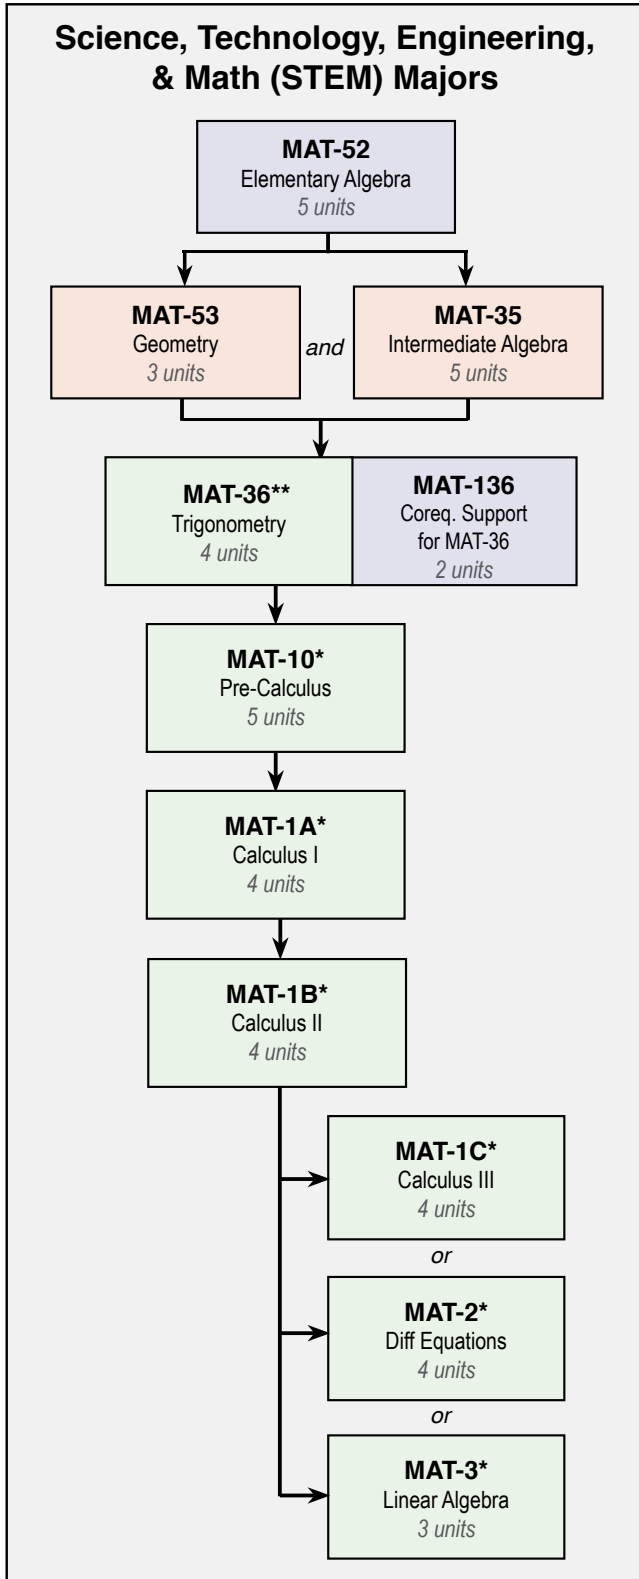 Science, Technology, Engineering,
& Math (STEM) Majors
MAT-52
Elementary Algebra
5 units
MAT-53
Geometry
3 units
and
MAT-35
Intermediate Algebra
5 units
MAT-36**
Trigonometry
4 units
MAT-136
Coreq. Support
for MAT-36
2 units
MAT-10*
Pre-Calculus
5 units
MAT-1A*
Calculus I
4 units
MAT-1B*
Calculus II
4 units
MAT-1C*
Calculus III
4 units
or
MAT-2*
Diff Equations
4 units
or
MAT-3*
Linear Algebra
3 units